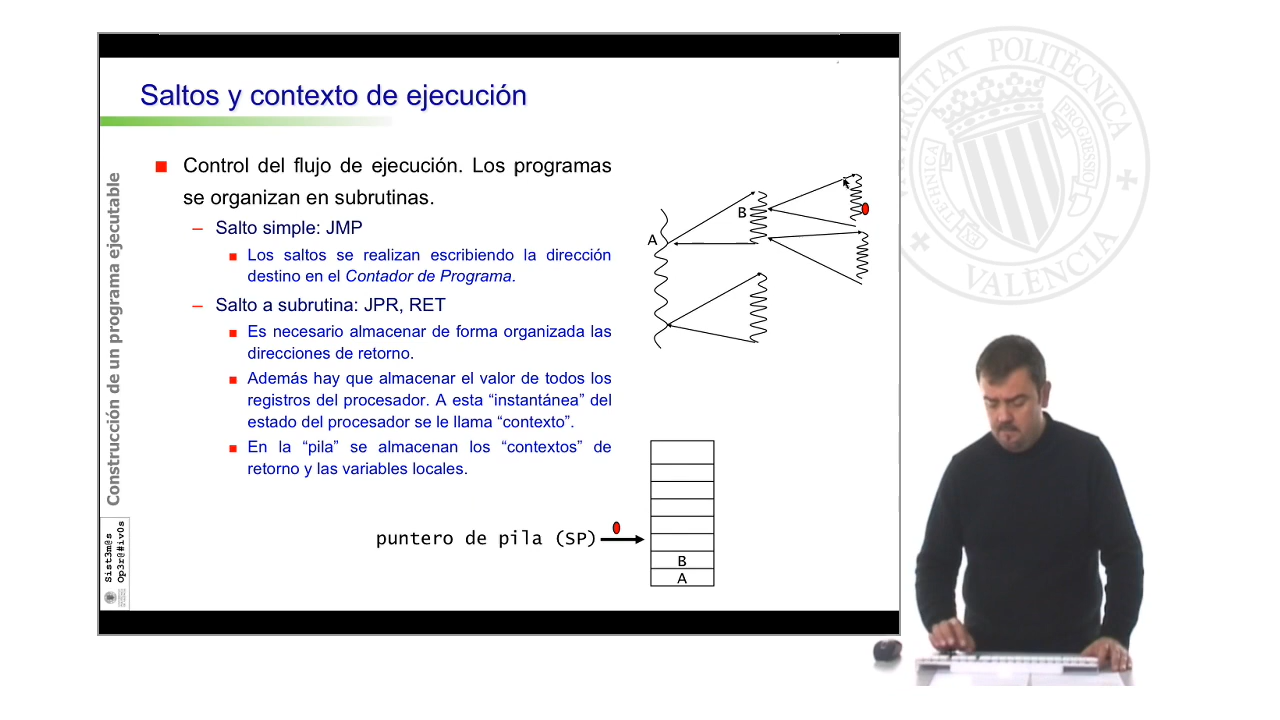 Saltos y contexto de ejecución
Control del flujo de ejecución. Los programas
se organizan en subrutinas.
– Salto simple: JMP
Los saltos se realizan escribiendo la dirección
destino en el Contador de Programa.
– Salto a subrutina: JPR, RET
Es necesario almacenar de forma organizada las
direcciones de retorno.
Además hay que almacenar el valor de todos los
registros del procesador. A esta “instantánea” del
estado del procesador se le llama “contexto”.
En la “pila” se almacenan los “contextos” de
retorno y las variables locales.
A
B
puntero de pila (SP)
B
A
Construcción de un programa ejecutable
Sist3m@s
Op3r@#iv0s
UNIVERSITAT POLITÈCNICA
VALÈNCIA